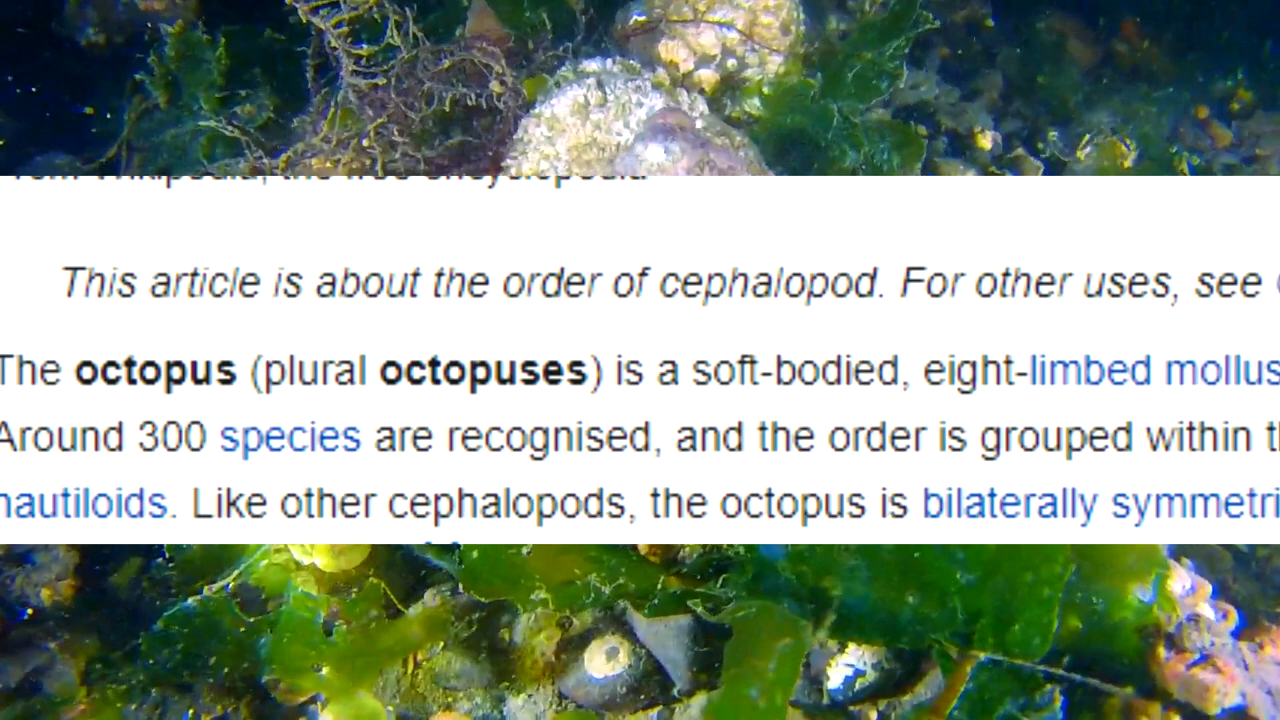 This article is about the order of cephalopod. For other uses, see
The octopus (plural octopuses) is a soft-bodied, eight-limbed mollus
Around 300 species are recognised, and the order is grouped within th
nautiloids. Like other cephalopods, the octopus is bilaterally symmetri